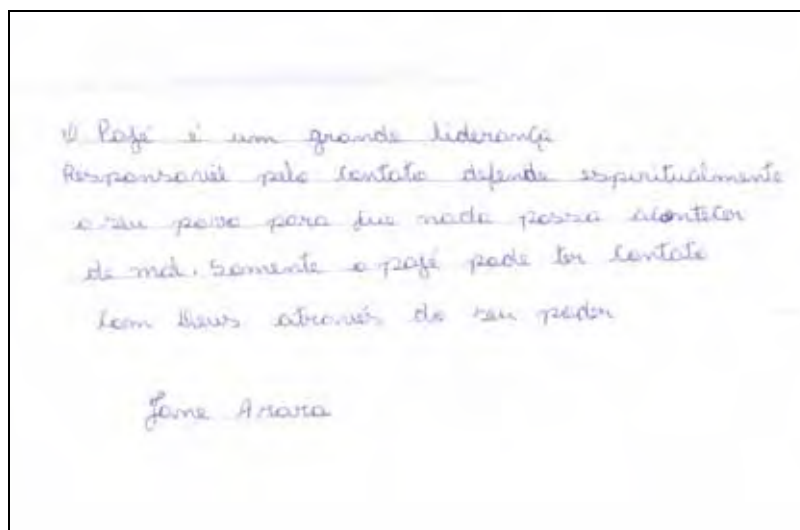 O Pajé é um grande liderança
Responsavél pelo contato defende espiritualmente
o seu povo para que nada possa acontecer
de mal. Somente o pajé pode ter contato
com Deus através do seu poder
Jane Arara